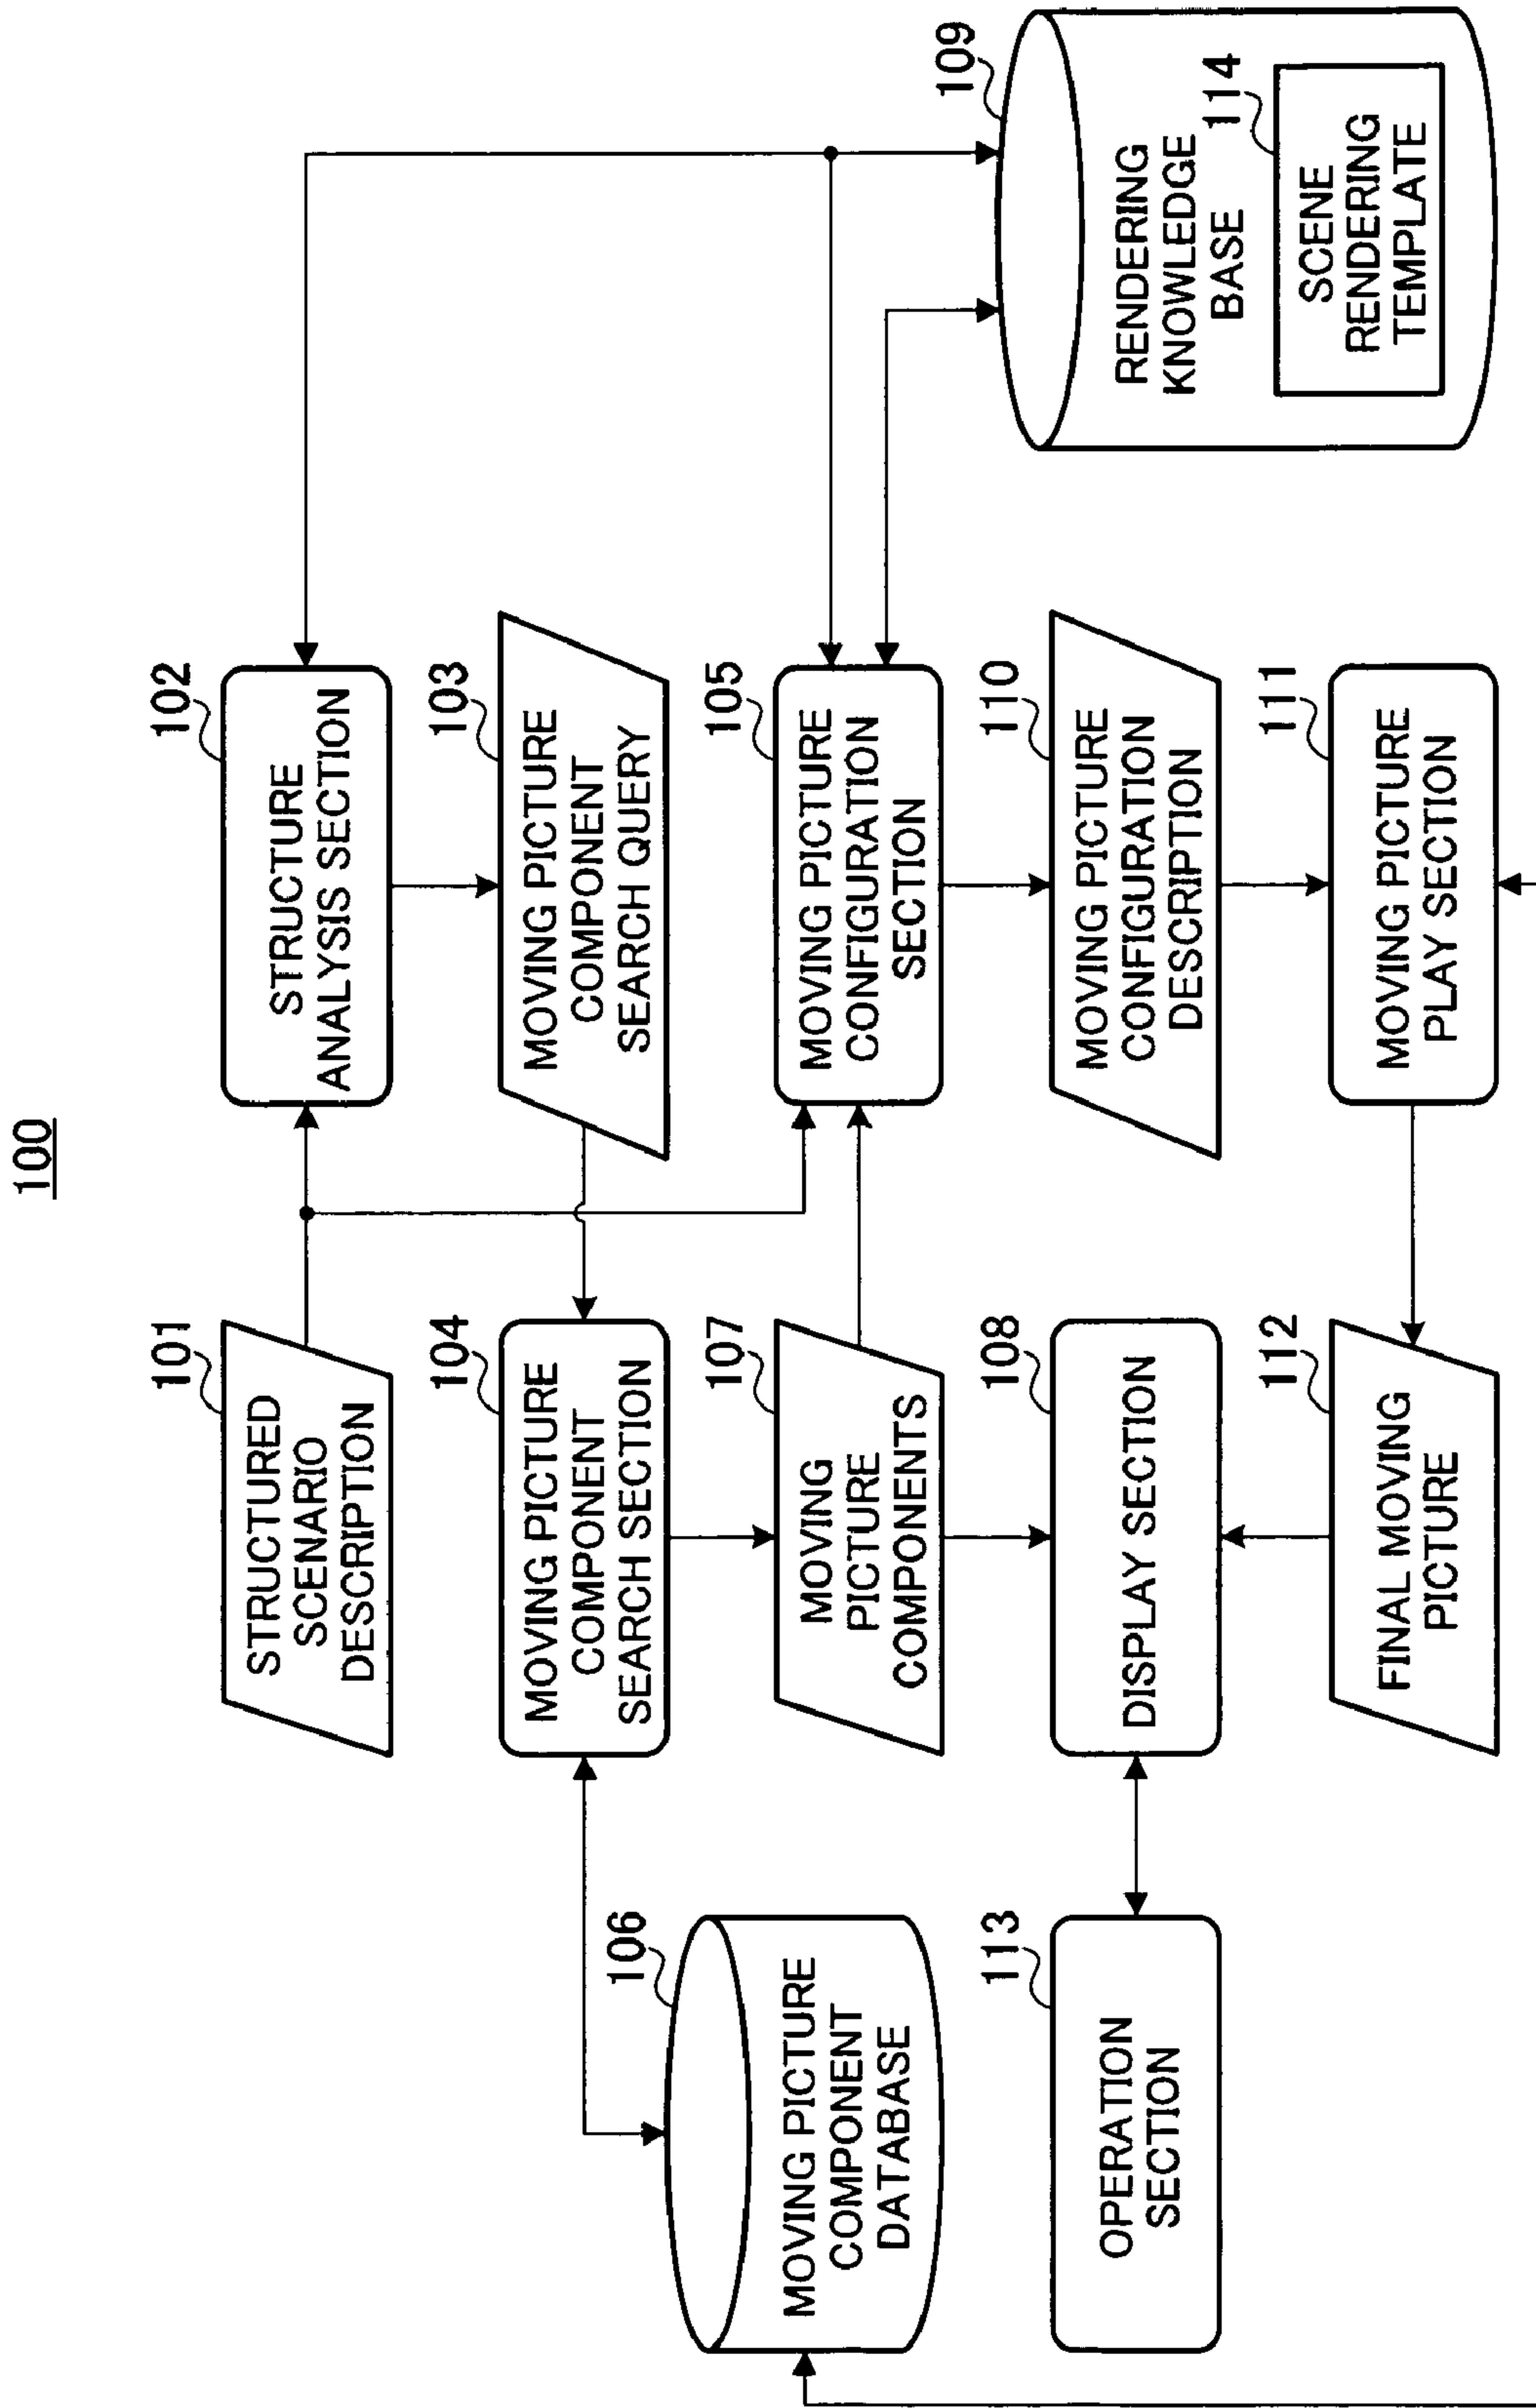 100
101
STRUCTURED
SCENARIO
DESCRIPTION
102
STRUCTURE
ANALYSIS SECTION
103
MOVING PICTURE
COMPONENT
SEARCH QUERY
104
MOVING PICTURE
COMPONENT
SEARCH SECTION
105
MOVING PICTURE
CONFIGURATION
SECTION
106
MOVING PICTURE
COMPONENT
DATABASE
107
MOVING
PICTURE
COMPONENTS
108
DISPLAY SECTION
109
RENDERING
KNOWLEDGE
BASE
114
SCENE
RENDERING
TEMPLATE
110
MOVING PICTURE
CONFIGURATION
DESCRIPTION
111
MOVING PICTURE
PLAY SECTION
112
FINAL MOVING
PICTURE
113
OPERATION
SECTION